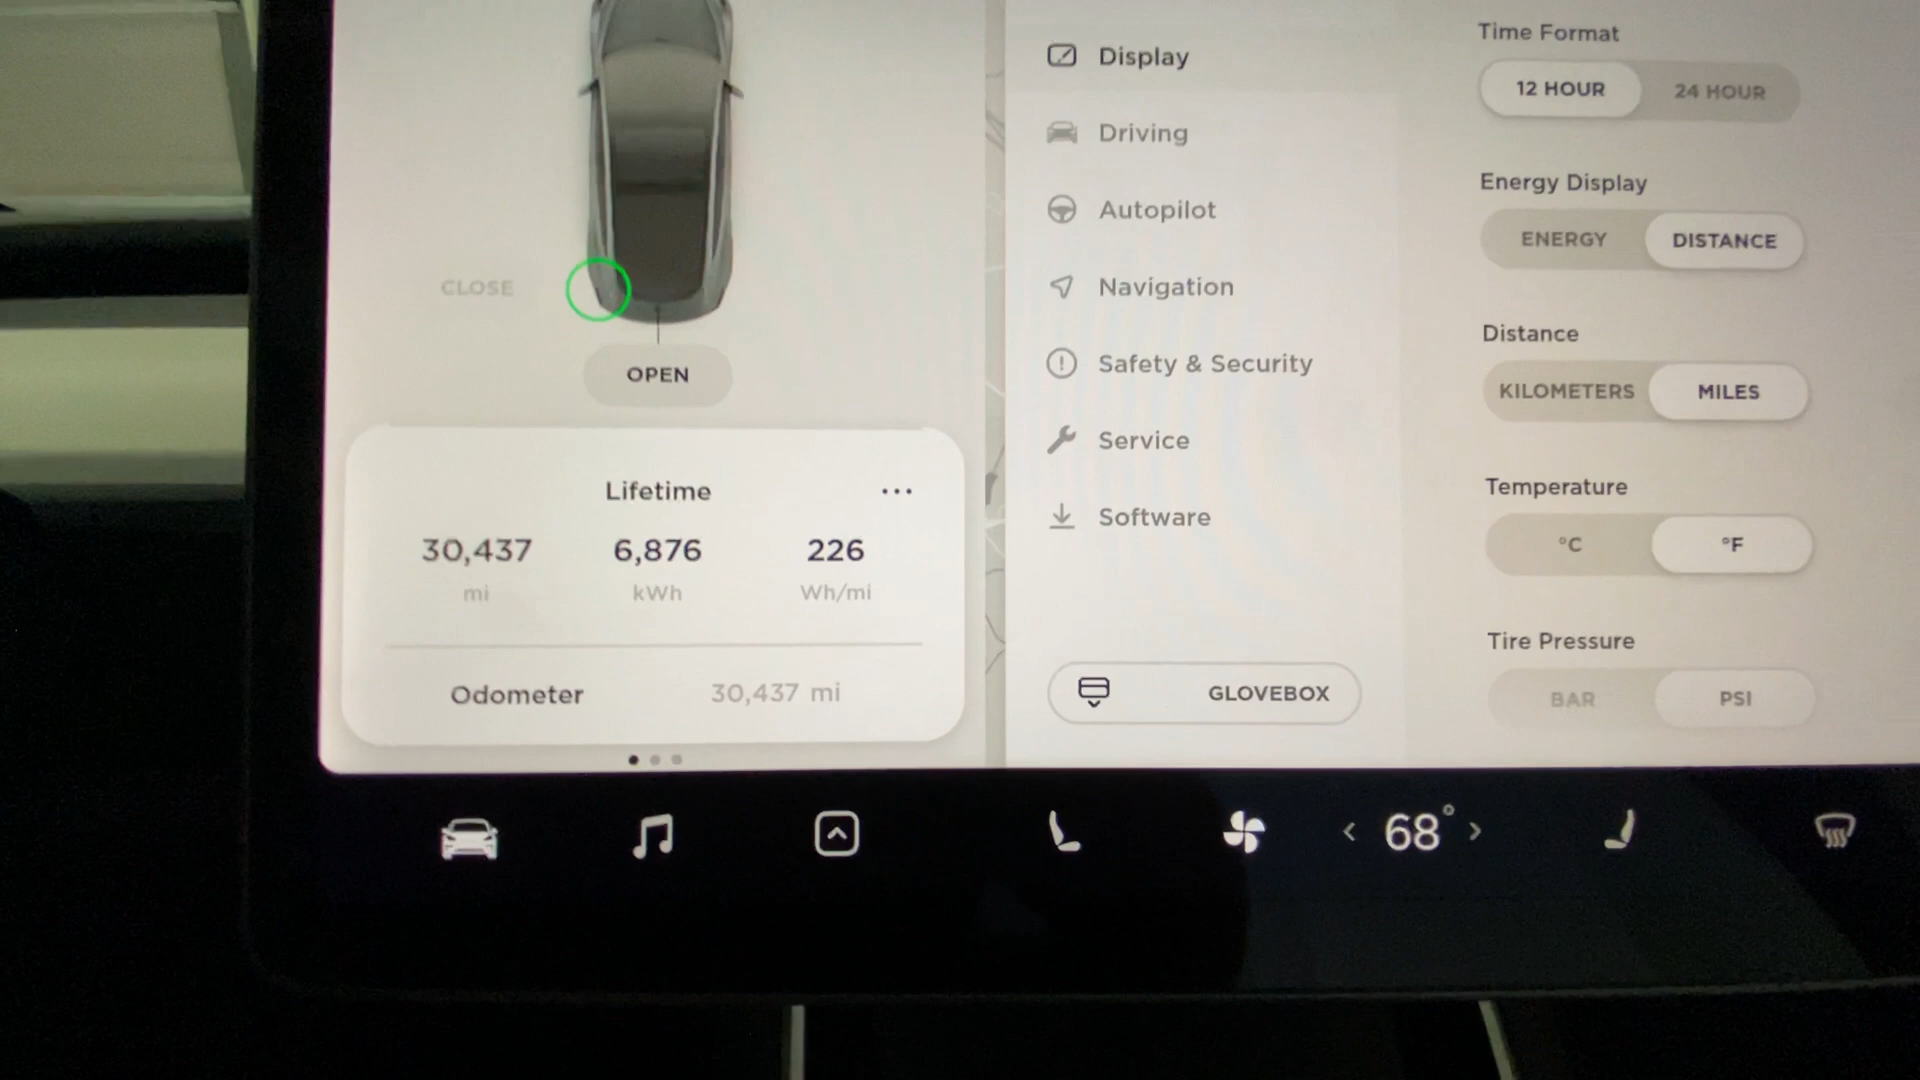 CLOSE
OPEN
Lifetime
...
30,437
6,876
226
mi
kWh
Wh/mi
Odometer
30,437 mi
Display
Driving
Autopilot
Navigation
Safety & Security
Service
Software
GLOVEBOX
Time Format
12 HOUR
24 HOUR
Energy Display
ENERGY
DISTANCE
Distance
KILOMETERS
MILES
Temperature
°C
°F
Tire Pressure
BAR
PSI
< 68° >